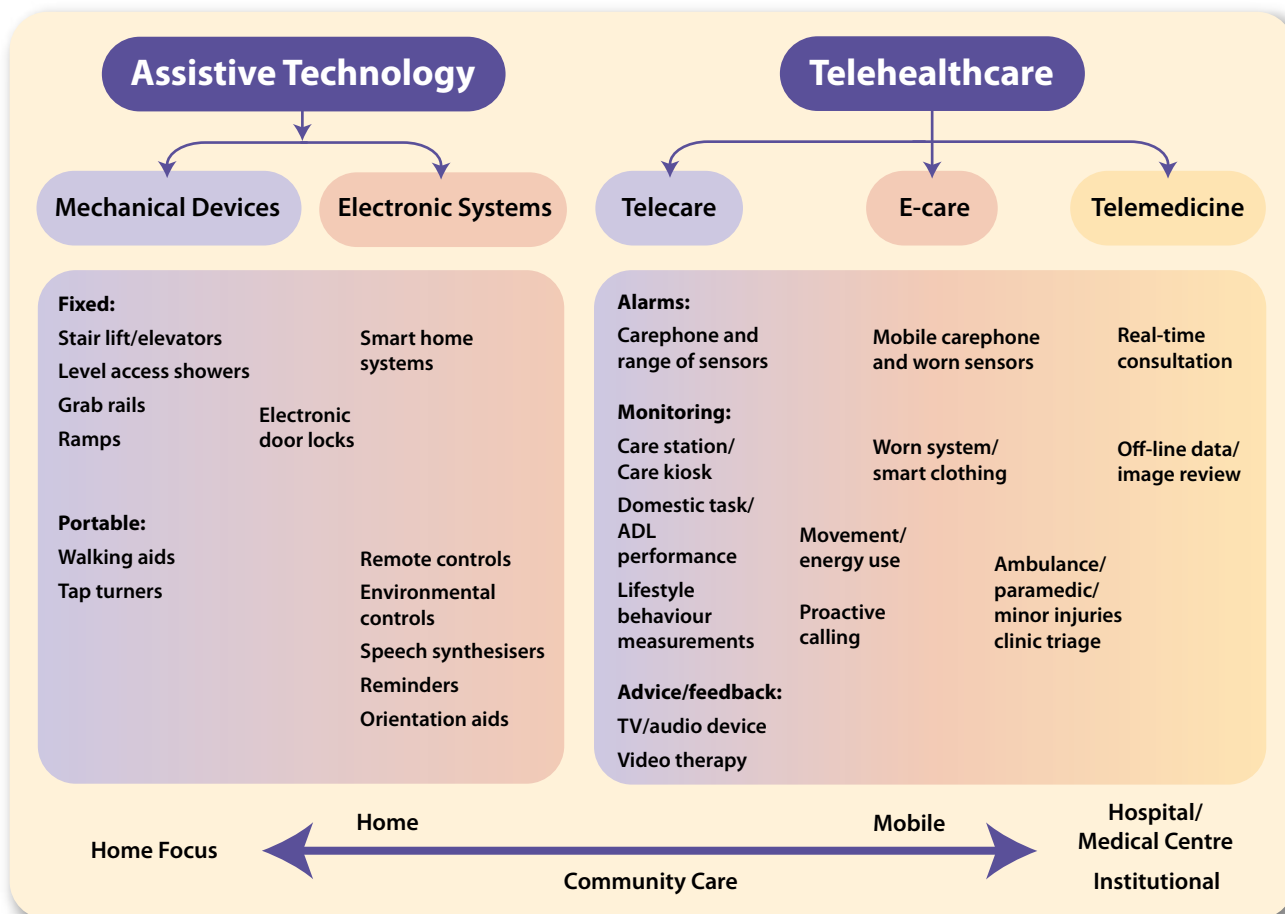 Assistive Technology
Telehealthcare
Mechanical Devices
Electronic Systems
Telecare
E-care
Telemedicine
Fixed:
Stair lift/elevators
Level access showers
Grab rails
Ramps
Electronic
door locks
Smart home
systems
Portable:
Walking aids
Tap turners
Remote controls
Environmental
controls
Speech synthesisers
Reminders
Orientation aids
Alarms:
Carephone and
range of sensors
Mobile carephone
and worn sensors
Real-time
consultation
Monitoring:
Care station/
Care kiosk
Worn system/
smart clothing
Off-line data/
image review
Domestic task/
ADL
performance
Movement/
energy use
Lifestyle
behaviour
measurements
Proactive
calling
Ambulance/
paramedic/
minor injuries
clinic triage
Advice/feedback:
TV/audio device
Video therapy
Home Focus
Home
Mobile
Community Care
Hospital/
Medical Centre
Institutional